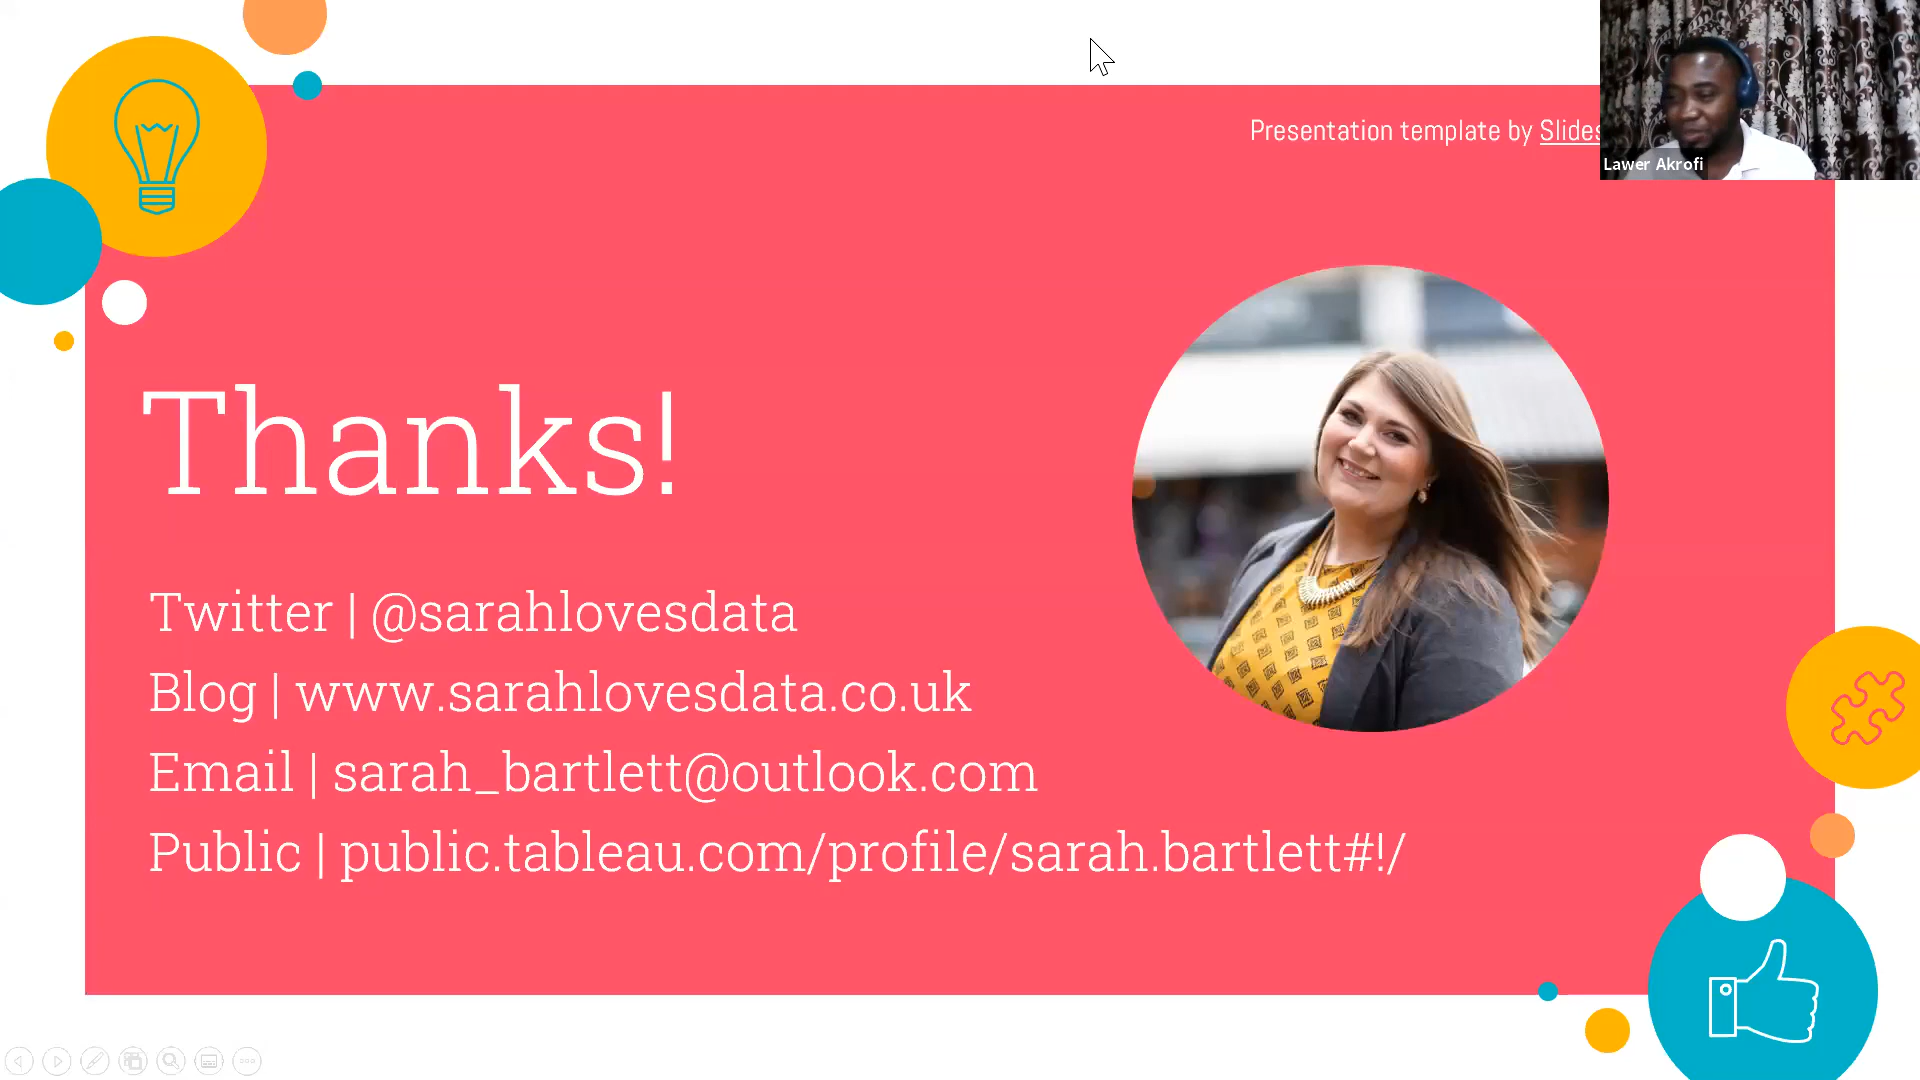 Presentation template by Slides
Lawer Akrofi
Thanks!
Twitter | @sarahlovesdata
Blog | www.sarahlovesdata.co.uk
Email | sarah_bartlett@outlook.com
Public | public.tableau.com/profile/sarah.bartlett#!/